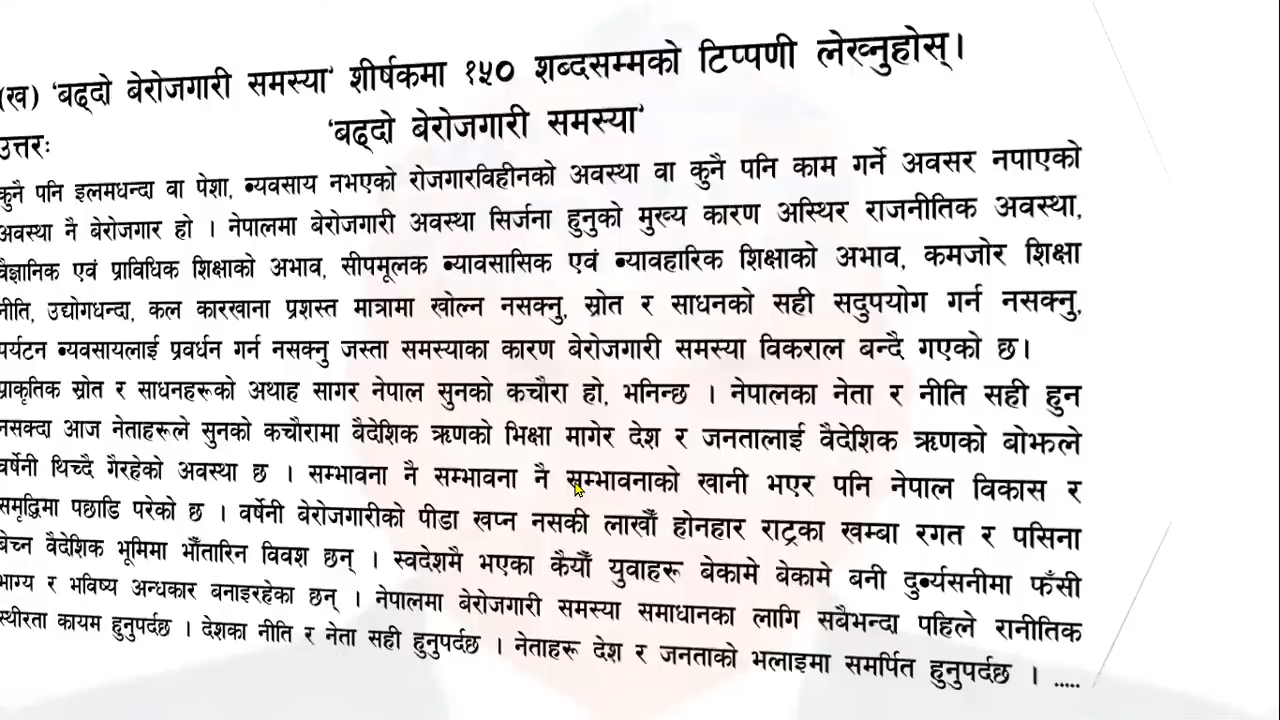 (ख) 'बढ्दो बेरोजगारी समस्या' शीर्षकमा १५० शब्दसम्मको टिप्पणी लेख्नुहोस्।
'बढ्दो बेरोजगारी समस्या'
उत्तरः
कुनै पनि इलमधन्दा वा पेशा, व्यवसाय नभएको रोजगारविहीनको अवस्था वा कुनै पनि काम गर्ने अवसर नपाएको
अवस्था नै बेरोजगार हो । नेपालमा बेरोजगारी अवस्था सिर्जना हुनुको मुख्य कारण अस्थिर राजनीतिक अवस्था,
वैज्ञानिक एवं प्राविधिक शिक्षाको अभाव, सीपमूलक व्यावसासिक एवं व्यावहारिक शिक्षाको अभाव, कमजोर शिक्षा
नीति, उद्योगधन्दा, कल कारखाना प्रशस्त मात्रामा खोल्न नसक्नु, स्रोत र साधनको सही सदुपयोग गर्न नसक्नु,
पर्यटन व्यवसायलाई प्रवर्धन गर्न नसक्नु जस्ता समस्याका कारण बेरोजगारी समस्या विकराल बन्दै गएको छ।
प्राकृतिक स्रोत र साधनहरूको अथाह सागर नेपाल सुनको कचौरा हो, भनिन्छ । नेपालका नेता र नीति सही हुन
नसक्दा आज नेताहरूले सुनको कचौरामा बैदेशिक ऋणको भिक्षा मागेर देश र जनतालाई वैदेशिक ऋणको बोझले
वर्षेनी थिच्दै गैरहेको अवस्था छ । सम्भावना नै सम्भावना नै सम्भावनाको खानी भएर पनि नेपाल विकास र
समृद्धिमा पछाडि परेको छ । वर्षेनी बेरोजगारीको पीडा खप्न नसकी लाखौँ होनहार राट्रका खम्बा रगत र पसिना
बेच्न वैदेशिक भूमिमा भौँतारिन विवश छन् । स्वदेशमै भएका कैयौँ युवाहरू बेकामे बेकामे बनी दुर्व्यसनीमा फँसी
भाग्य र भविष्य अन्धकार बनाइरहेका छन् । नेपालमा बेरोजगारी समस्या समाधानका लागि सबैभन्दा पहिले रानीतिक
स्थीरता कायम हुनुपर्दछ । देशका नीति र नेता सही हुनुपर्दछ । नेताहरू देश र जनताको भलाइमा समर्पित हुनुपर्दछ । .....